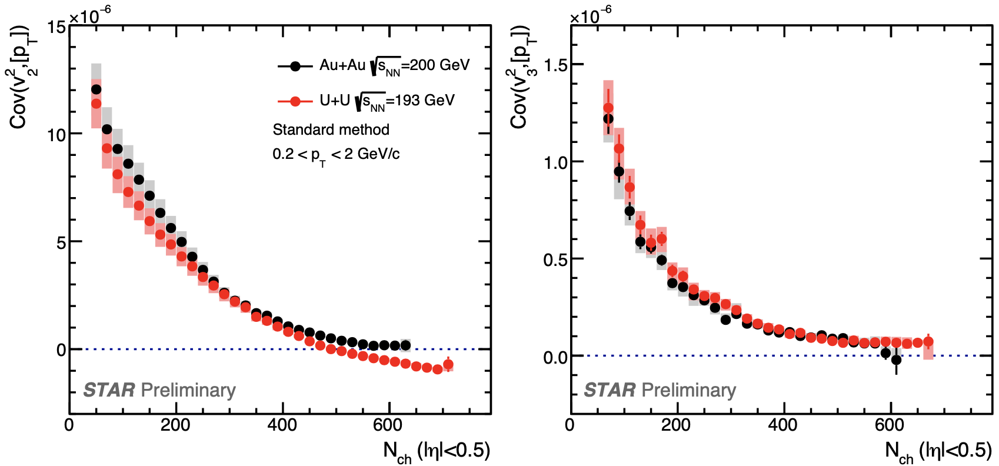 ×10⁻⁶
Cov(v₂²,[p_T])
15
10
5
0
Au+Au √s_NN=200 GeV
U+U √s_NN=193 GeV
Standard method
0.2 < p_T < 2 GeV/c
STAR Preliminary
0 200 400 600
N_ch (|η|<0.5)
×10⁻⁶
Cov(v₃²,[p_T])
1.5
1.0
0.5
0.0
STAR Preliminary
0 200 400 600
N_ch (|η|<0.5)